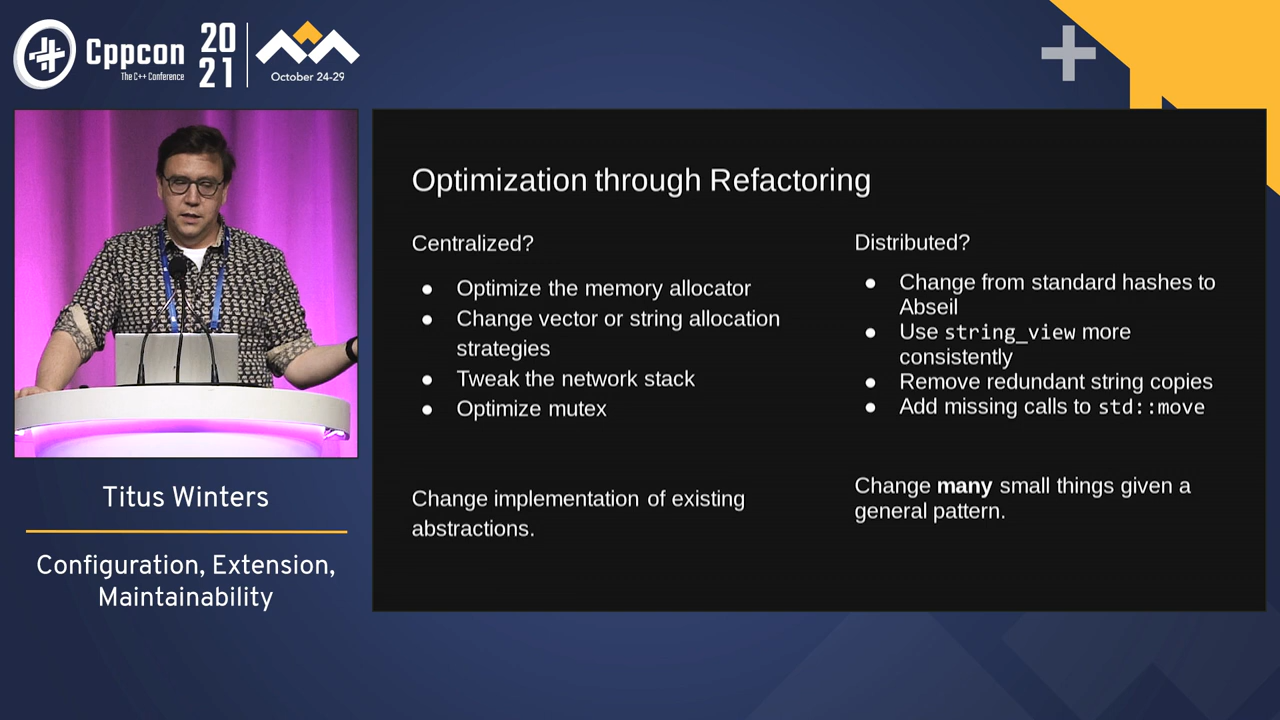 Cppcon
The C++ Conference
20
21
October 24-29
Optimization through Refactoring
Centralized?
● Optimize the memory allocator
● Change vector or string allocation
strategies
● Tweak the network stack
● Optimize mutex
Change implementation of existing
abstractions.
Distributed?
● Change from standard hashes to
Abseil
● Use string_view more
consistently
● Remove redundant string copies
● Add missing calls to std::move
Change many small things given a
general pattern.
Titus Winters
Configuration, Extension,
Maintainability